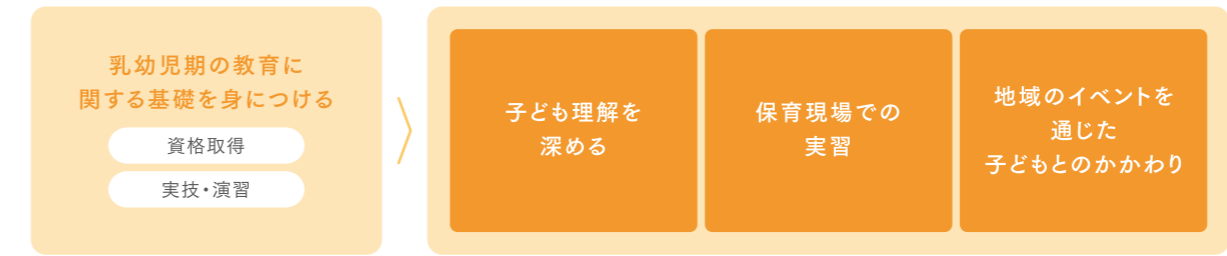 乳幼児期の教育に
関する基礎を身につける
資格取得
実技・演習
子ども理解を
深める
保育現場での
実習
地域のイベントを
通じた
子どもとのかかわり